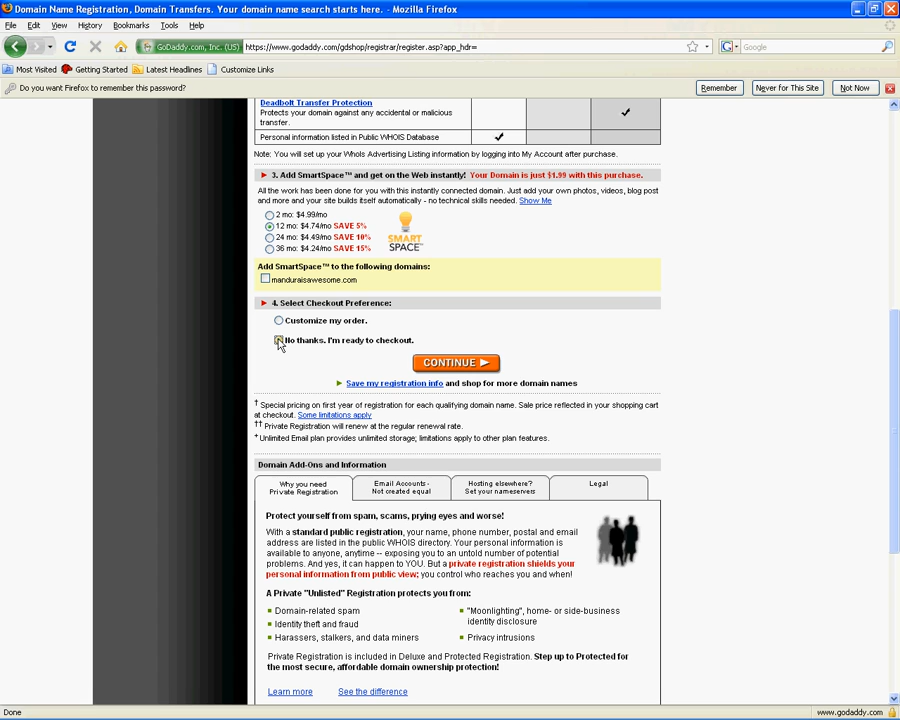 Domain Name Registration, Domain Transfers. Your domain name search starts here. - Mozilla Firefox
File Edit View History Bookmarks Tools Help
GoDaddy.com, Inc. (US) https://www.godaddy.com/gdshop/registrar/register.asp?app_hdr= Google
Most Visited Getting Started Latest Headlines Customize Links
Do you want Firefox to remember this password? Remember Never for This Site Not Now
Deadbolt Transfer Protection
Protects your domain against any accidental or malicious
transfer.
Personal information listed in Public WHOIS Database
Note: You will set up your WhoIs Advertising Listing information by logging into My Account after purchase.
3. Add SmartSpace™ and get on the Web instantly! Your Domain is just $1.99 with this purchase.
All the work has been done for you with this instantly connected domain. Just add your own photos, videos, blog post
and more and your site builds itself automatically - no technical skills needed. Show Me
2 mo: $4.99/mo
12 mo: $4.74/mo SAVE 5%
24 mo: $4.49/mo SAVE 10%
36 mo: $4.24/mo SAVE 15%
SMART
SPACE™
Add SmartSpace™ to the following domains:
manduraisawesome.com
4. Select Checkout Preference:
Customize my order.
No thanks. I'm ready to checkout.
CONTINUE
Save my registration info and shop for more domain names
† Special pricing on first year of registration for each qualifying domain name. Sale price reflected in your shopping cart
at checkout. Some limitations apply
†† Private Registration will renew at the regular renewal rate.
+ Unlimited Email plan provides unlimited storage; limitations apply to other plan features.
Domain Add-Ons and Information
Why you need
Private Registration
Email Accounts -
Not created equal
Hosting elsewhere?
Set your nameservers
Legal
Protect yourself from spam, scams, prying eyes and worse!
With a standard public registration, your name, phone number, postal and email
address are listed in the public WHOIS directory. Your personal information is
available to anyone, anytime -- exposing you to an untold number of potential
problems. And yes, it can happen to YOU. But a private registration shields your
personal information from public view; you control who reaches you and when!
A Private "Unlisted" Registration protects you from:
Domain-related spam
Identity theft and fraud
Harassers, stalkers, and data miners
"Moonlighting", home- or side-business
identity disclosure
Privacy intrusions
Private Registration is included in Deluxe and Protected Registration. Step up to Protected for
the most secure, affordable domain ownership protection!
Learn more See the difference
Done www.godaddy.com